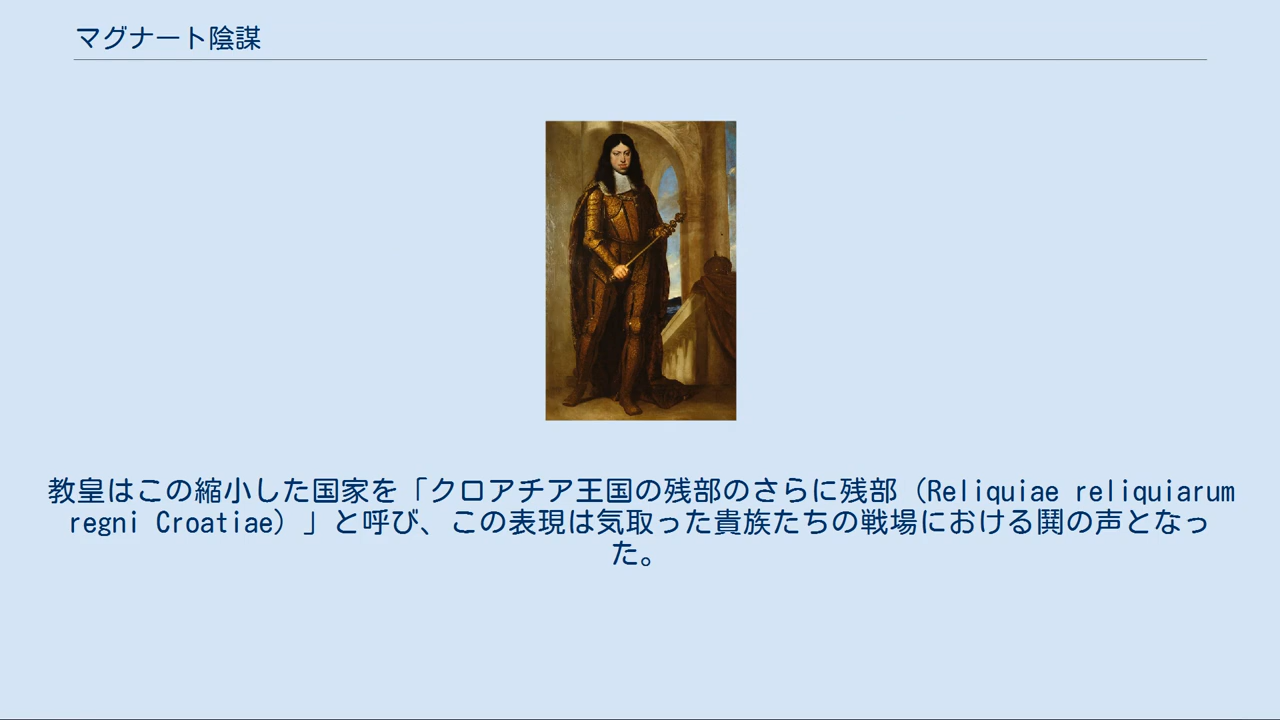 マグナート陰謀
教皇はこの縮小した国家を「クロアチア王国の残部のさらに残部（Reliquiae reliquiarum
regni Croatiae）」と呼び、この表現は気取った貴族たちの戦場における鬨の声となっ
た。